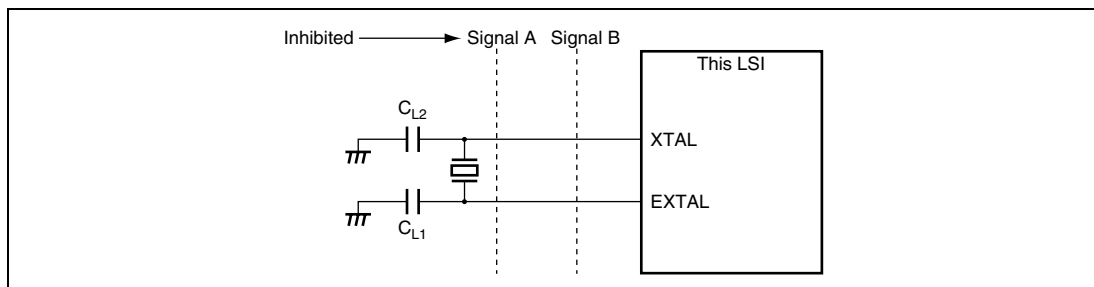 Inhibited Signal A Signal B
This LSI
CL2
XTAL
EXTAL
CL1